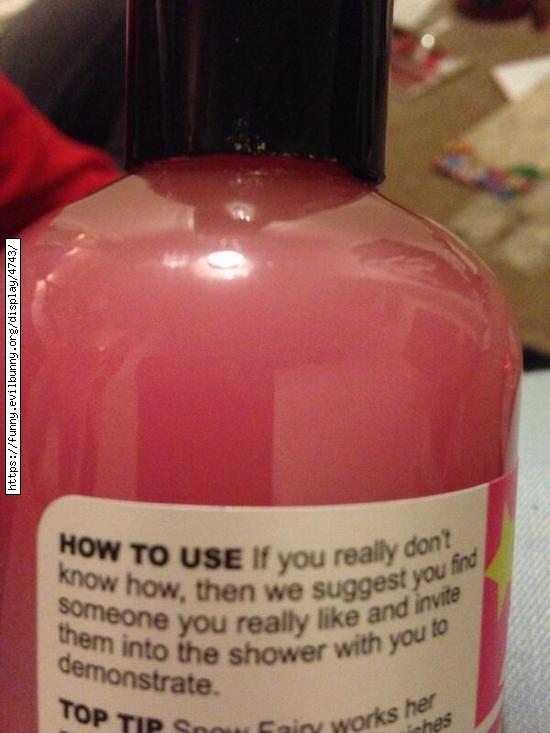 https://funny.evilbunny.org/display/4743/
HOW TO USE If you really don't
know how, then we suggest you find
someone you really like and invite
them into the shower with you to
demonstrate.
TOP TIP Snow Fairy works her